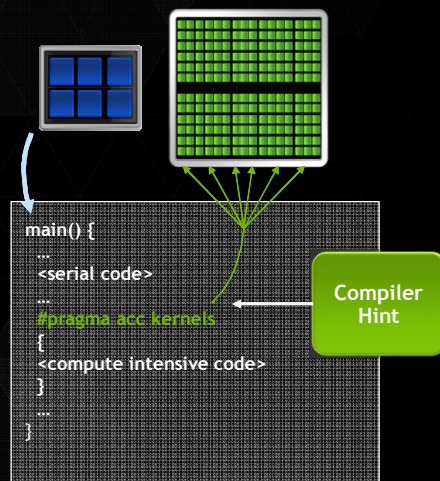 main() {
…
<serial code>
…
#pragma acc kernels
{
<compute intensive code>
}
…
}
Compiler
Hint